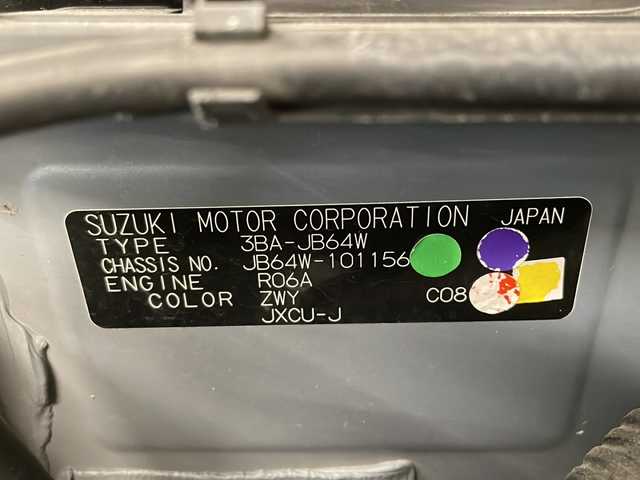 SUZUKI MOTOR CORPORATION JAPAN
TYPE 3BA-JB64W
CHASSIS NO. JB64W-101156
ENGINE R06A
COLOR ZWY C08
JXCU-J